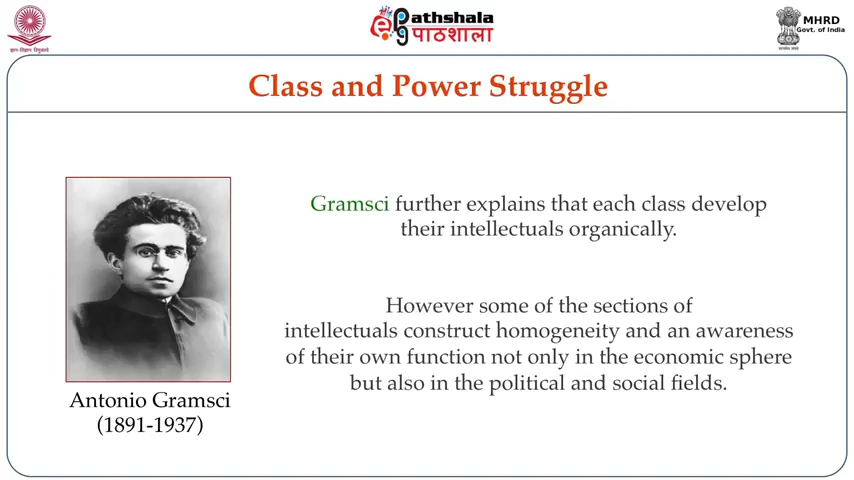 ज्ञान-विज्ञान विमुक्तये
ePathshala
पाठशाला
MHRD
Govt. of India
Class and Power Struggle
Gramsci further explains that each class develop
their intellectuals organically.
However some of the sections of
intellectuals construct homogeneity and an awareness
of their own function not only in the economic sphere
but also in the political and social fields.
Antonio Gramsci
(1891-1937)